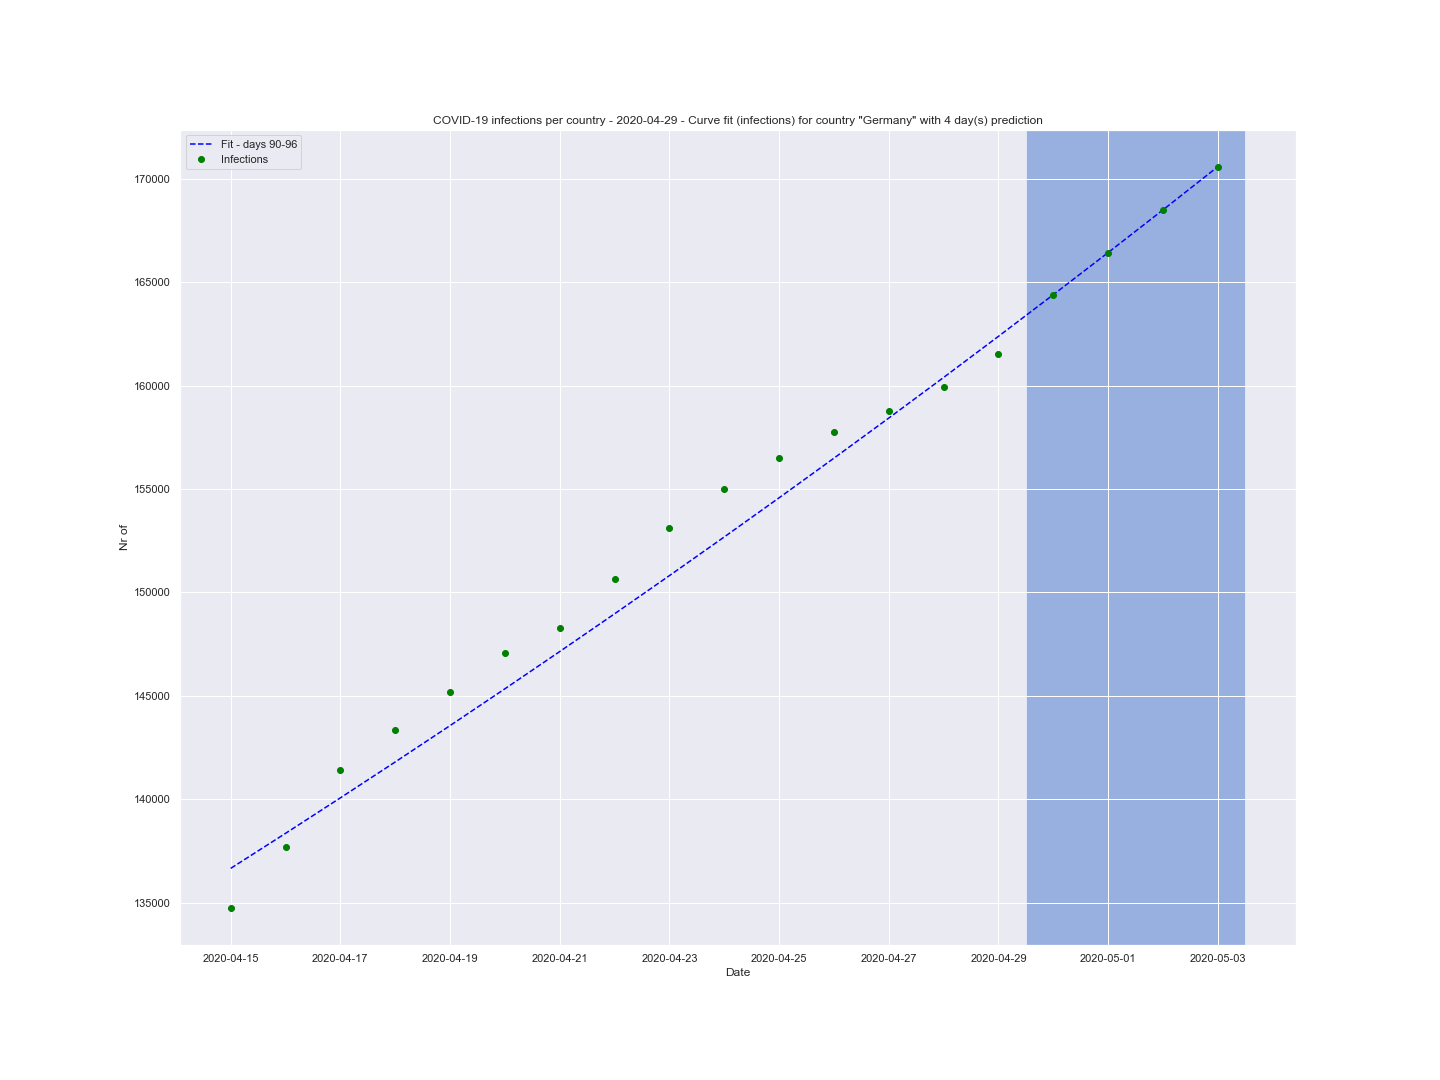 COVID-19 infections per country - 2020-04-29 - Curve fit (infections) for country "Germany" with 4 day(s) prediction
Fit - days 90-96
Infections
170000
165000
160000
155000
150000
145000
140000
135000
Nr of
2020-04-15 2020-04-17 2020-04-19 2020-04-21 2020-04-23 2020-04-25 2020-04-27 2020-04-29 2020-05-01 2020-05-03
Date